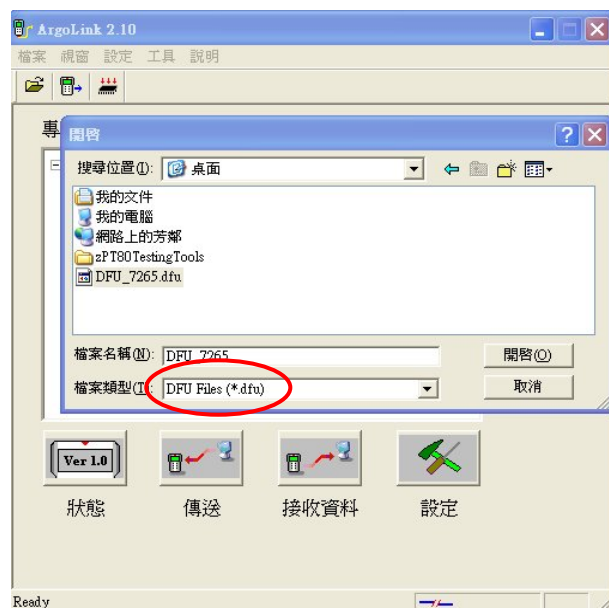 ArgoLink 2.10
檔案 視窗 設定 工具 說明
專
開啓
搜尋位置(I): 桌面
我的文件
我的電腦
網路上的芳鄰
zPT80TestingTools
DFU_7265.dfu
檔案名稱(N): DFU_7265
開啓(O)
檔案類型(T): DFU Files (*.dfu)
取消
Ver 1.0
狀態 傳送 接收資料 設定
Ready